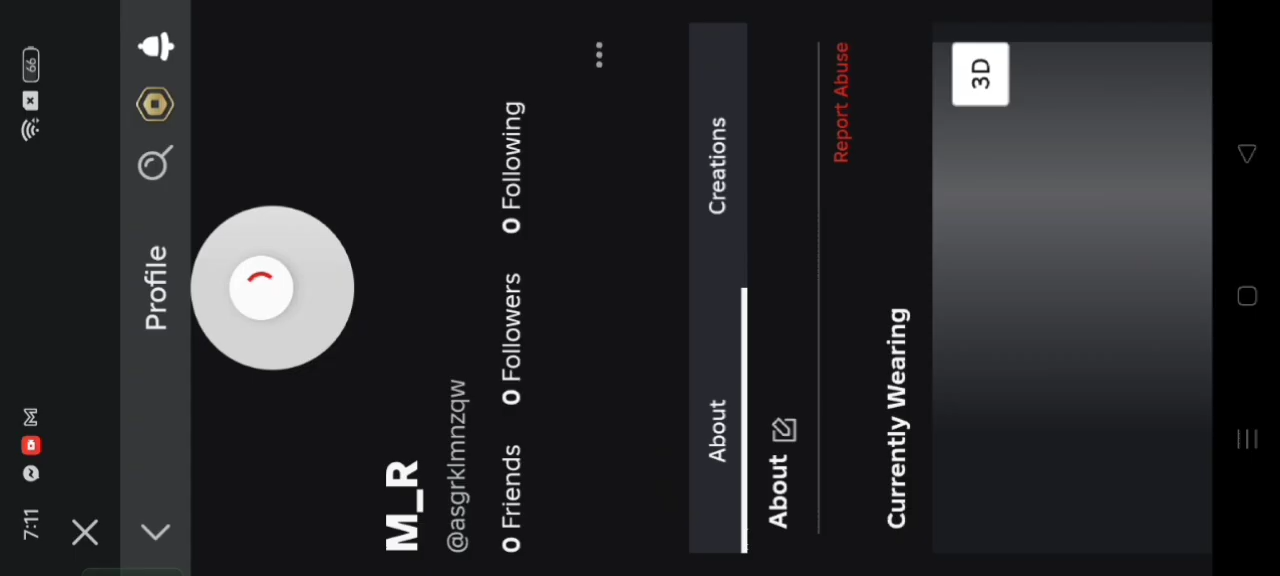 7:11
66
Profile
M_R
@asgrklmnzqw
0 Friends 0 Followers 0 Following
About Creations
About
Report Abuse
Currently Wearing
3D